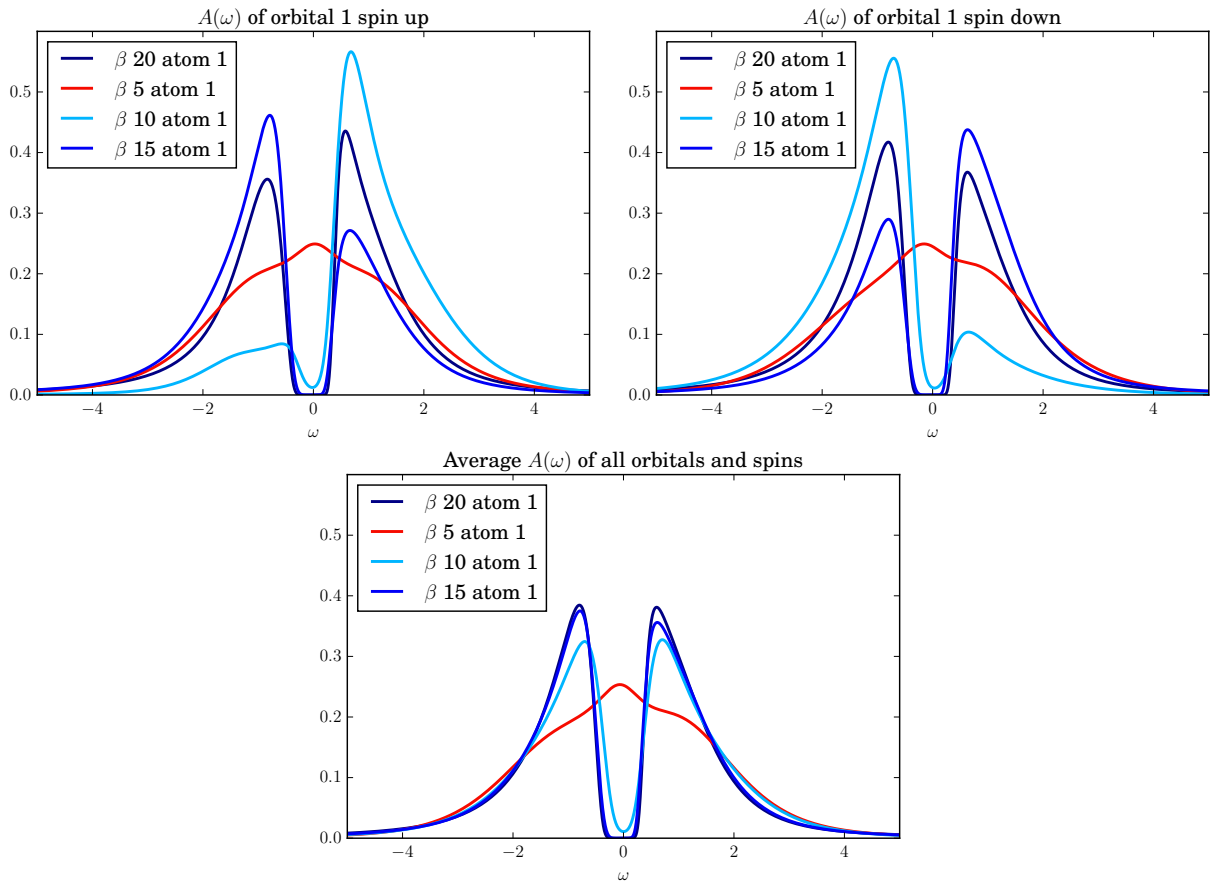 A(ω) of orbital 1 spin up
β 20 atom 1
β 5 atom 1
β 10 atom 1
β 15 atom 1
0.5
0.4
0.3
0.2
0.1
0.0
−4 −2 0 2 4
ω
A(ω) of orbital 1 spin down
β 20 atom 1
β 5 atom 1
β 10 atom 1
β 15 atom 1
0.5
0.4
0.3
0.2
0.1
0.0
−4 −2 0 2 4
ω
Average A(ω) of all orbitals and spins
β 20 atom 1
β 5 atom 1
β 10 atom 1
β 15 atom 1
0.5
0.4
0.3
0.2
0.1
0.0
−4 −2 0 2 4
ω